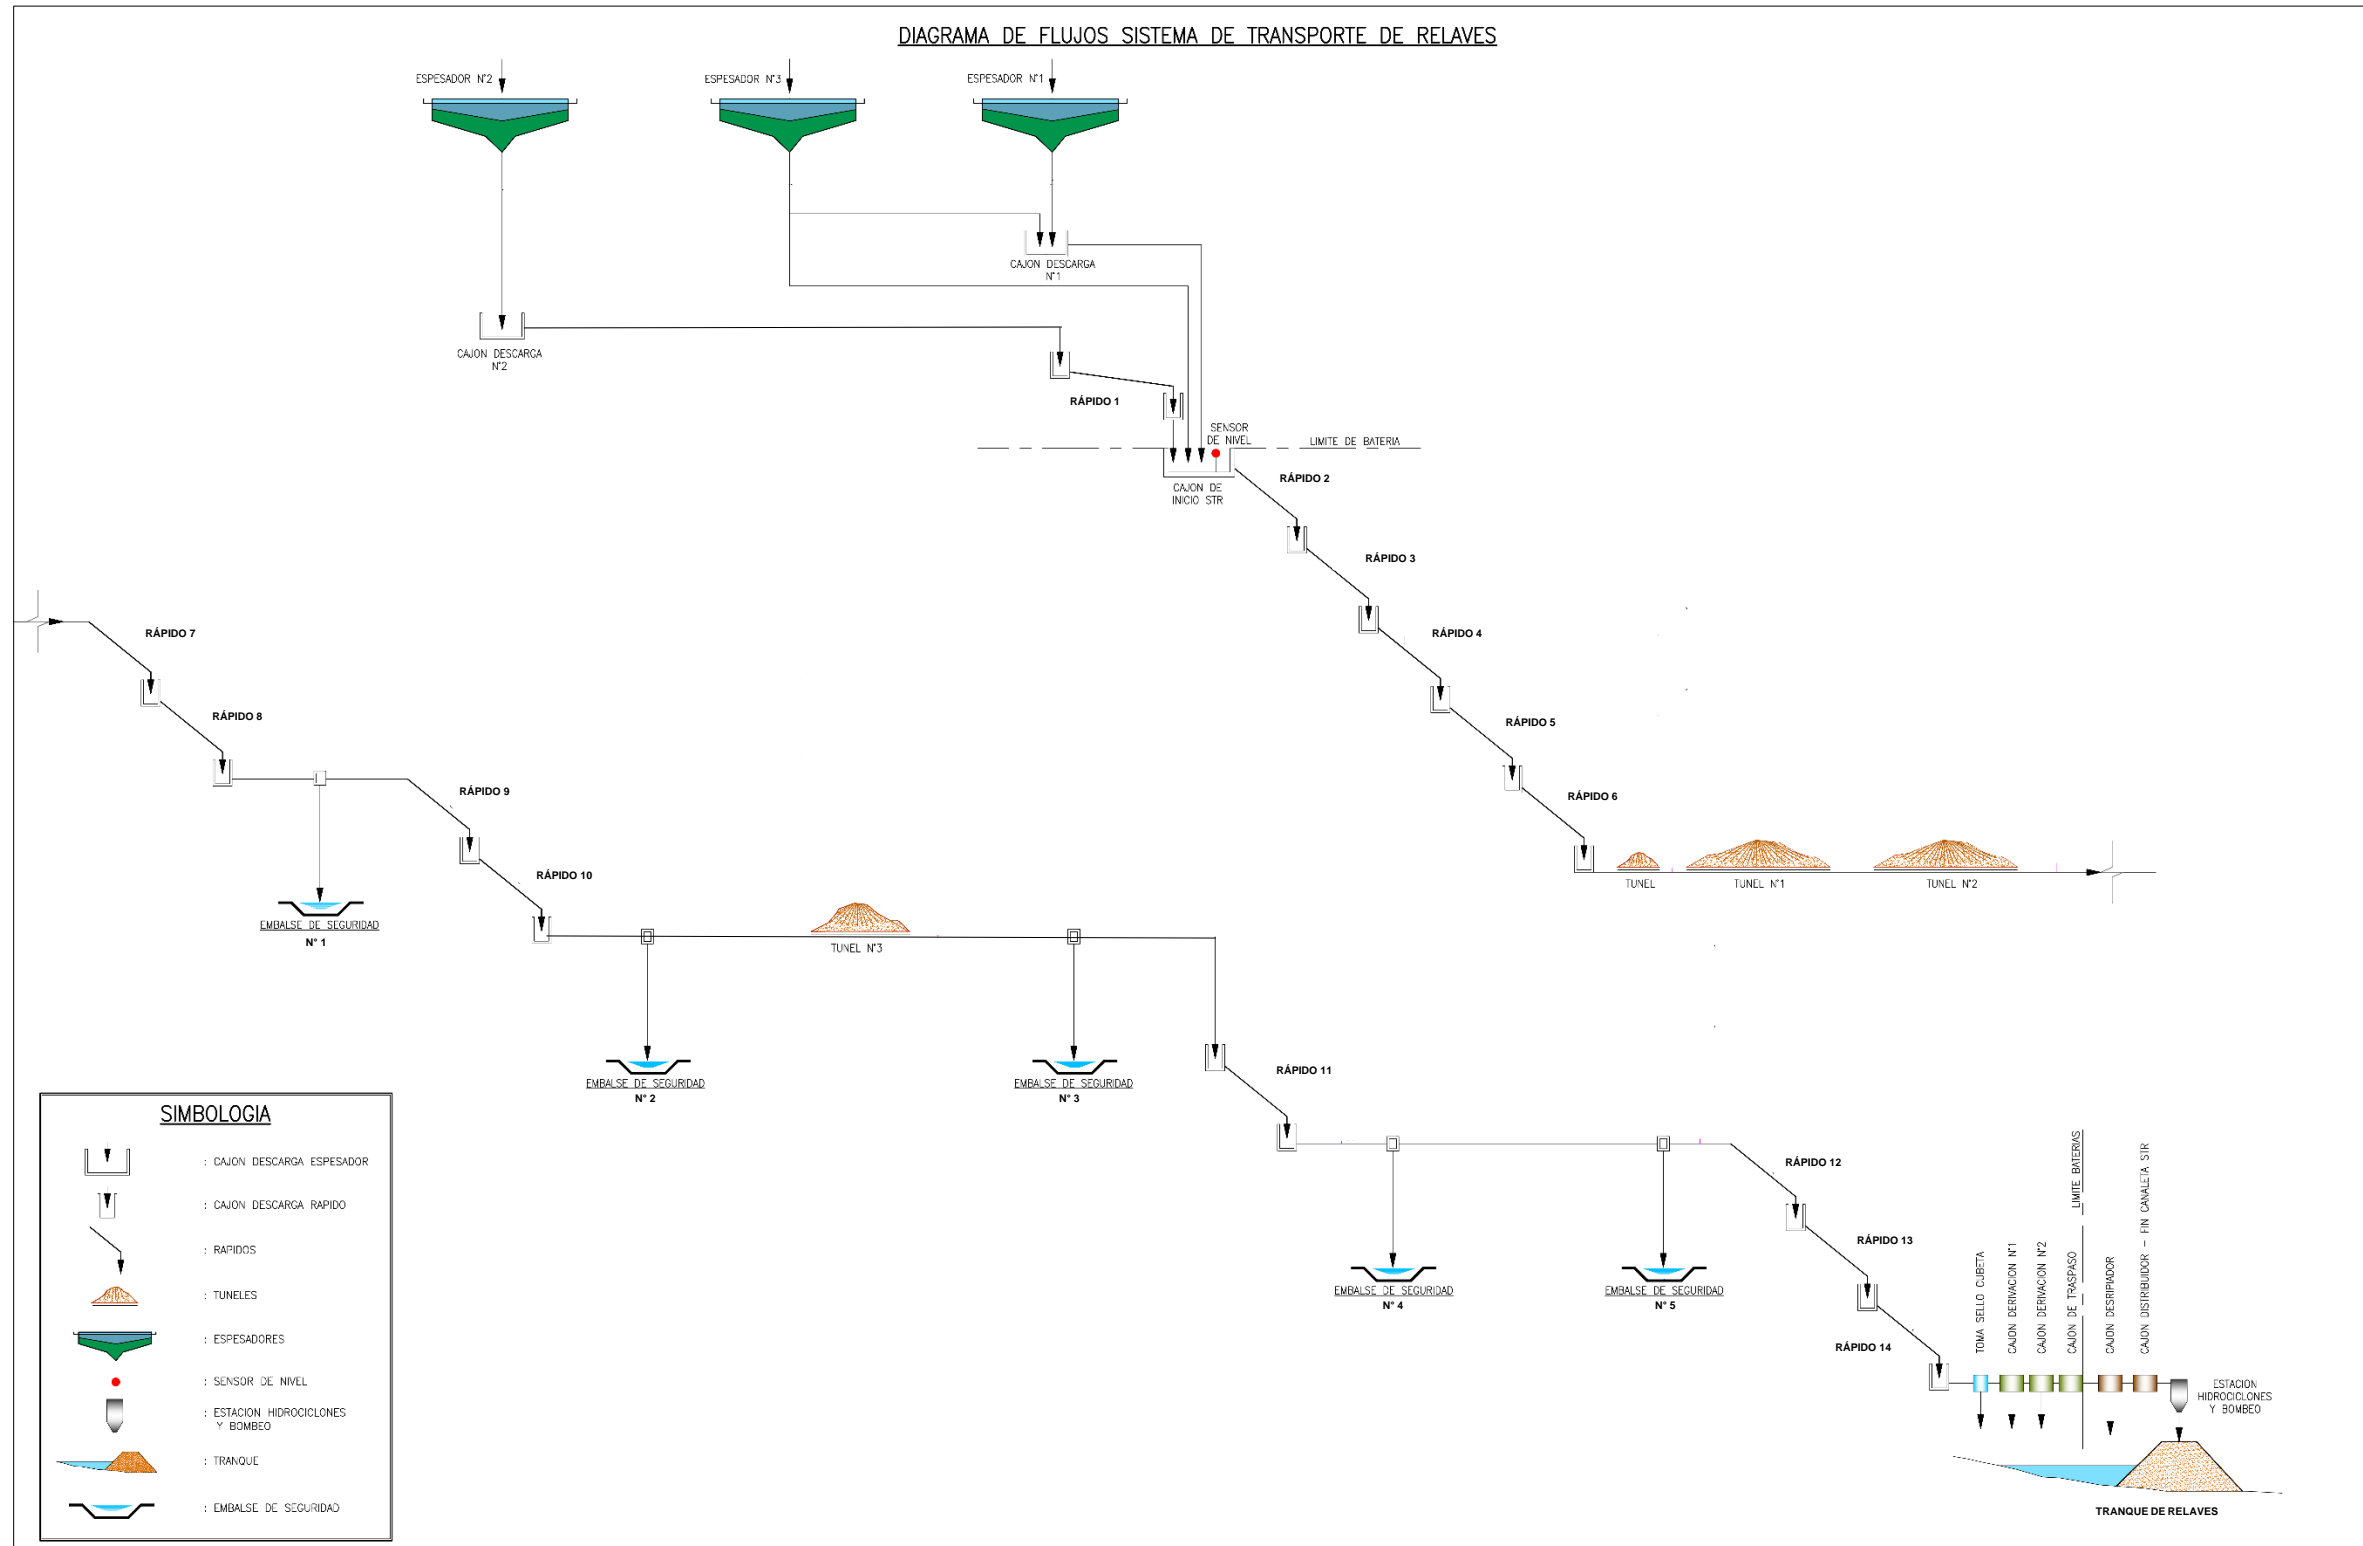 DIAGRAMA DE FLUJOS SISTEMA DE TRANSPORTE DE RELAVES
ESPESADOR N°2
ESPESADOR N°3
ESPESADOR N°1
CAJON DESCARGA
N°1
CAJON DESCARGA
N°2
RÁPIDO 1
SENSOR
DE NIVEL
LIMITE DE BATERIA
CAJON DE
INICIO STR
RÁPIDO 2
RÁPIDO 3
RÁPIDO 4
RÁPIDO 5
RÁPIDO 6
TUNEL
TUNEL N°1
TUNEL N°2
RÁPIDO 7
RÁPIDO 8
RÁPIDO 9
RÁPIDO 10
EMBALSE DE SEGURIDAD
N° 1
TUNEL N°3
EMBALSE DE SEGURIDAD
N° 2
EMBALSE DE SEGURIDAD
N° 3
RÁPIDO 11
RÁPIDO 12
RÁPIDO 13
RÁPIDO 14
EMBALSE DE SEGURIDAD
N° 4
EMBALSE DE SEGURIDAD
N° 5
TOMA SELLO CUBETA
CAJON DERIVACION N°1
CAJON DERIVACION N°2
CAJON DE TRASPASO
LIMITE BATERIAS
CAJON DESRIPIADOR
CAJON DISTRIBUIDOR - FIN CANALETA STR
ESTACION
HIDROCICLONES
Y BOMBEO
TRANQUE DE RELAVES
SIMBOLOGIA
: CAJON DESCARGA ESPESADOR
: CAJON DESCARGA RAPIDO
: RAPIDOS
: TUNELES
: ESPESADORES
: SENSOR DE NIVEL
: ESTACION HIDROCICLONES
Y BOMBEO
: TRANQUE
: EMBALSE DE SEGURIDAD